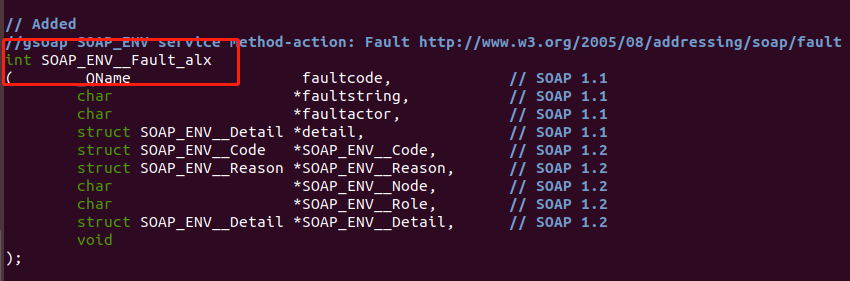 // Added
//gsoap SOAP_ENV service method-action: Fault http://www.w3.org/2005/08/addressing/soap/fault
int SOAP_ENV__Fault_alx
( _QName faultcode, // SOAP 1.1
char *faultstring, // SOAP 1.1
char *faultactor, // SOAP 1.1
struct SOAP_ENV__Detail *detail, // SOAP 1.1
struct SOAP_ENV__Code *SOAP_ENV__Code, // SOAP 1.2
struct SOAP_ENV__Reason *SOAP_ENV__Reason, // SOAP 1.2
char *SOAP_ENV__Node, // SOAP 1.2
char *SOAP_ENV__Role, // SOAP 1.2
struct SOAP_ENV__Detail *SOAP_ENV__Detail, // SOAP 1.2
void
);